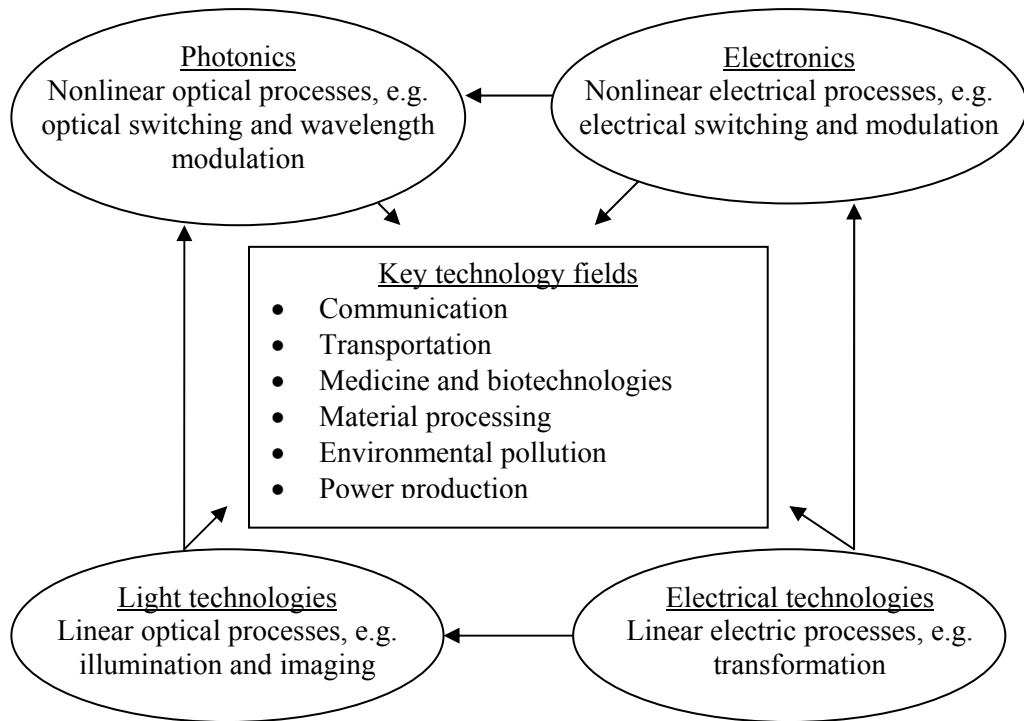 Photonics
Nonlinear optical processes, e.g.
optical switching and wavelength
modulation
Electronics
Nonlinear electrical processes, e.g.
electrical switching and modulation
Key technology fields
• Communication
• Transportation
• Medicine and biotechnologies
• Material processing
• Environmental pollution
• Power production
Light technologies
Linear optical processes, e.g.
illumination and imaging
Electrical technologies
Linear electric processes, e.g.
transformation